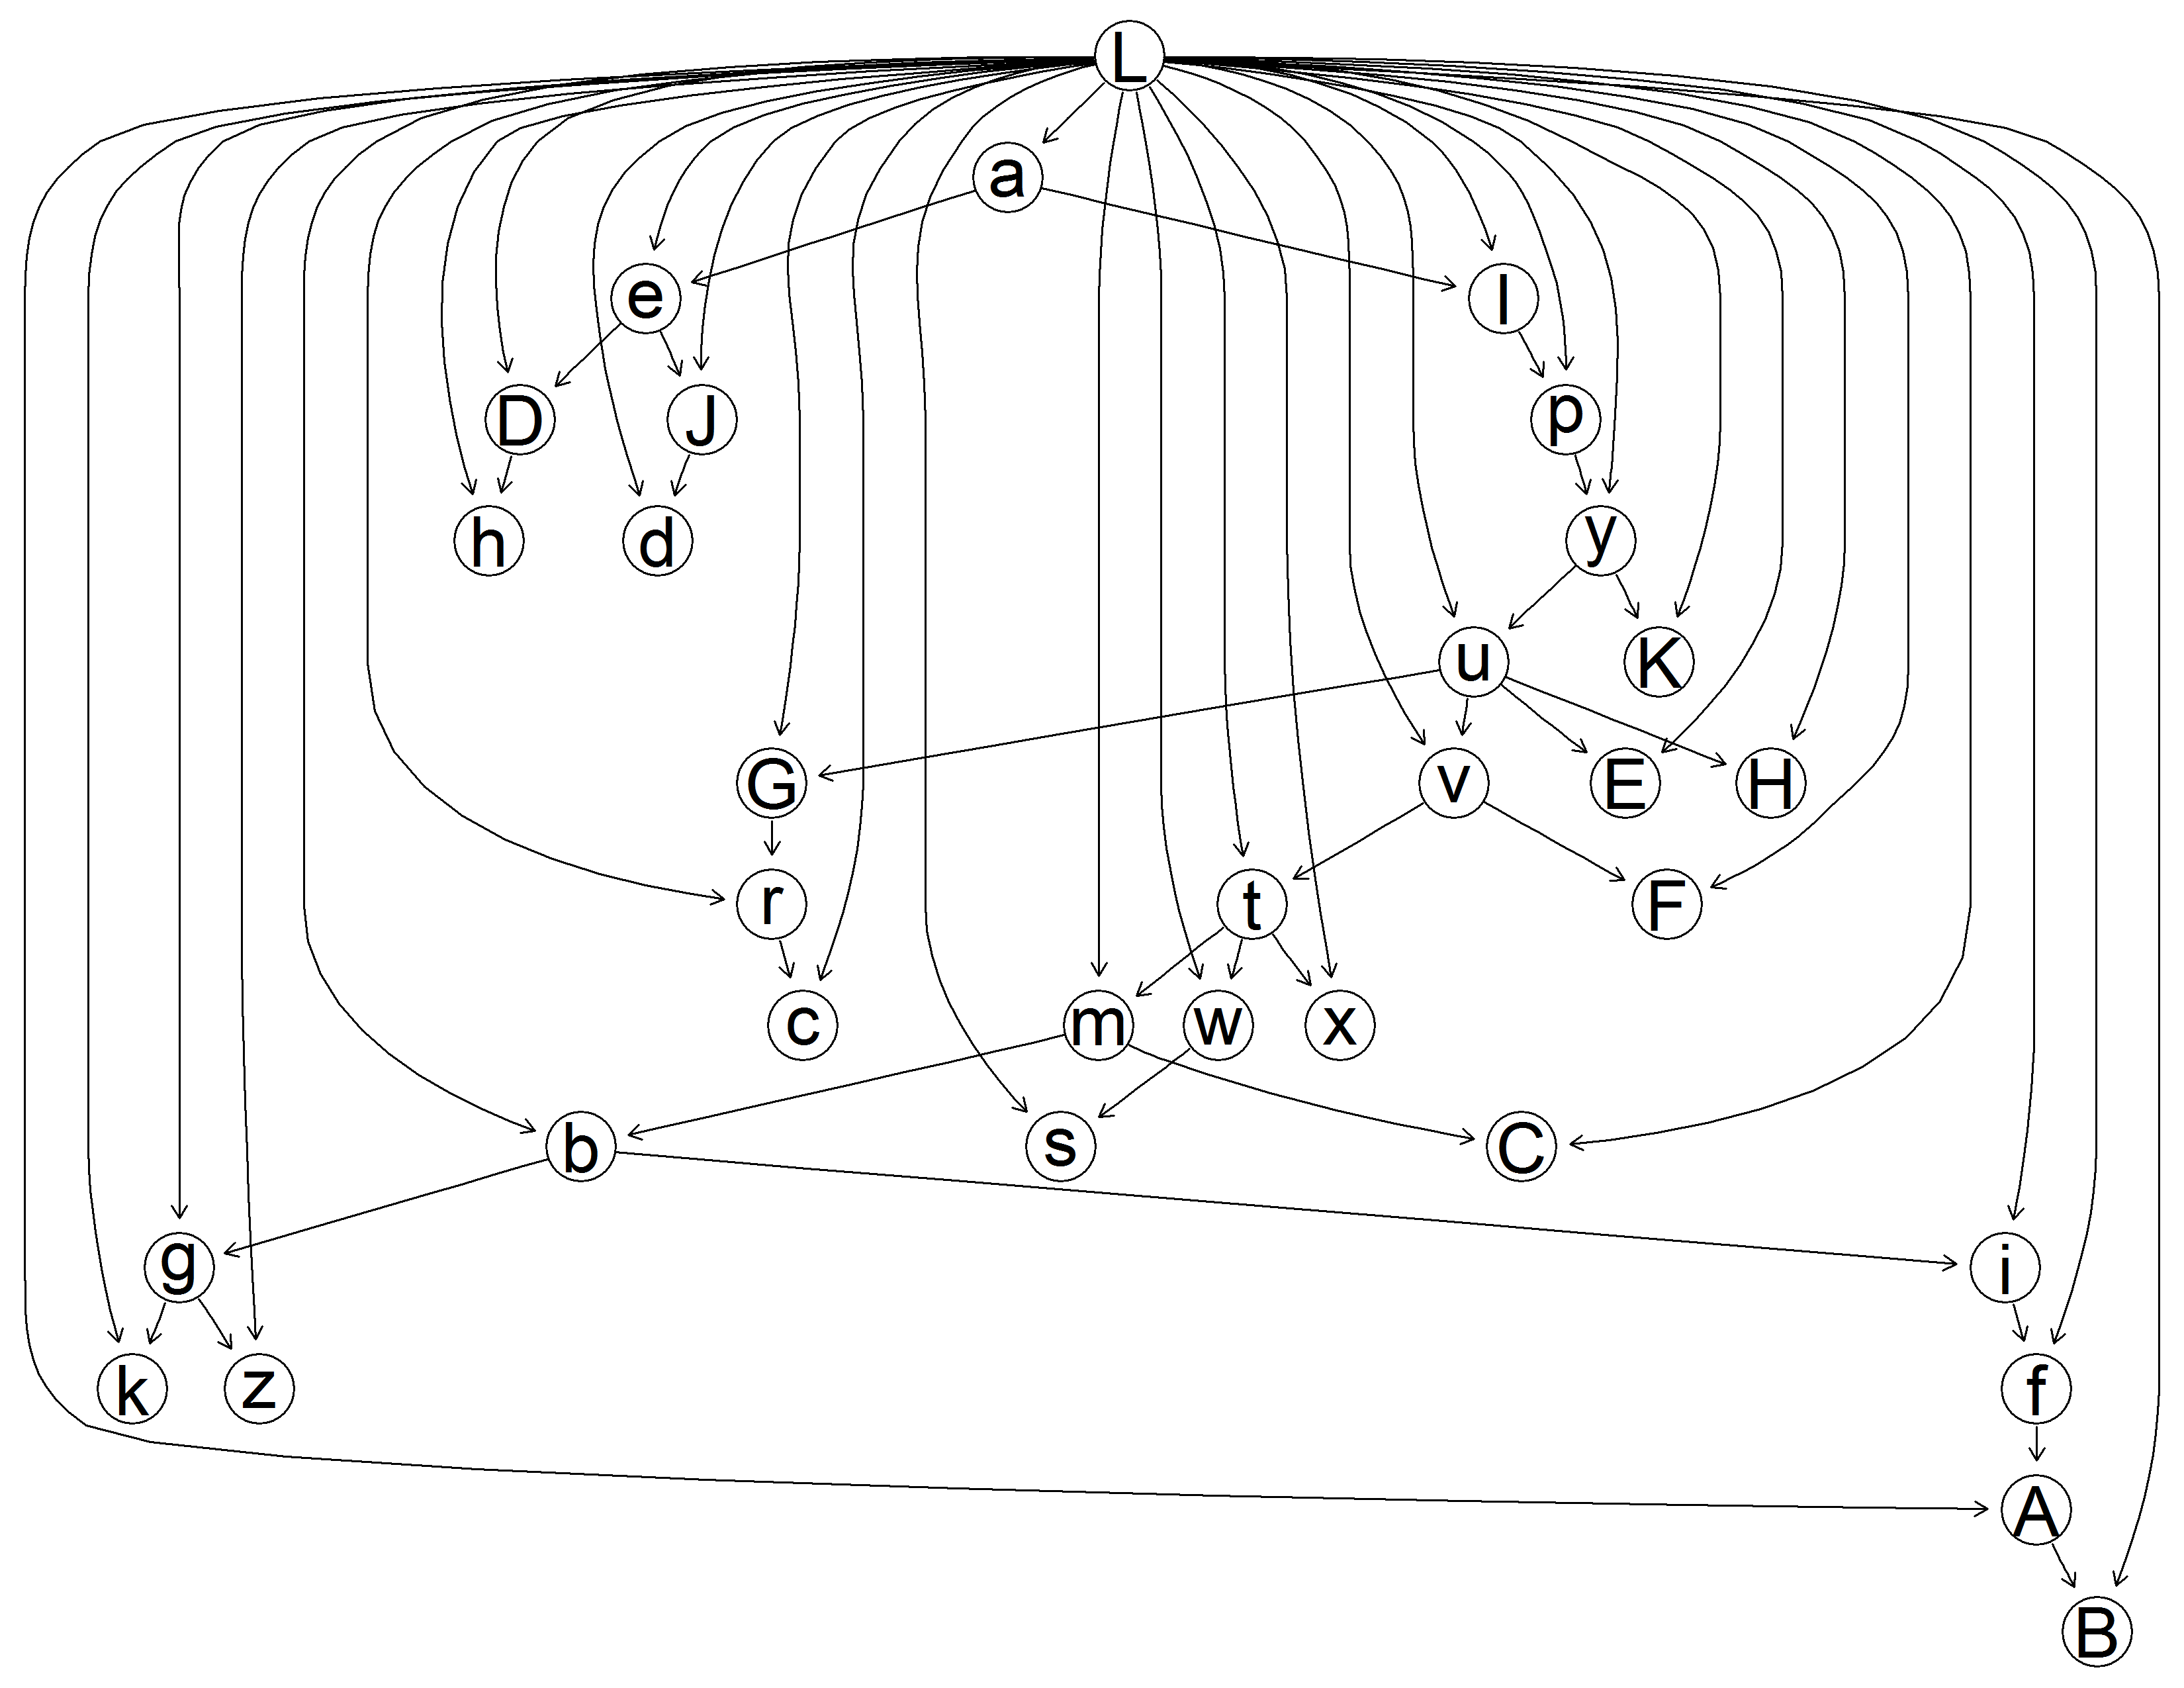 L
a
e l
D J p
h d y
u K
G v E H
r t F
c m w x
b s C
g i
k z f
A
B